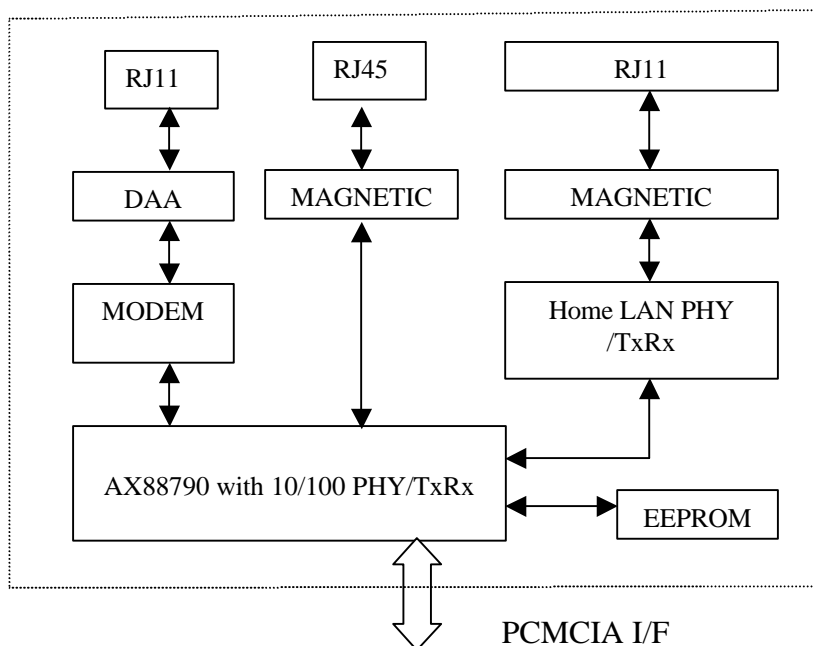 RJ11
RJ45
RJ11
DAA
MAGNETIC
MAGNETIC
MODEM
Home LAN PHY
/TxRx
AX88790 with 10/100 PHY/TxRx
EEPROM
PCMCIA I/F